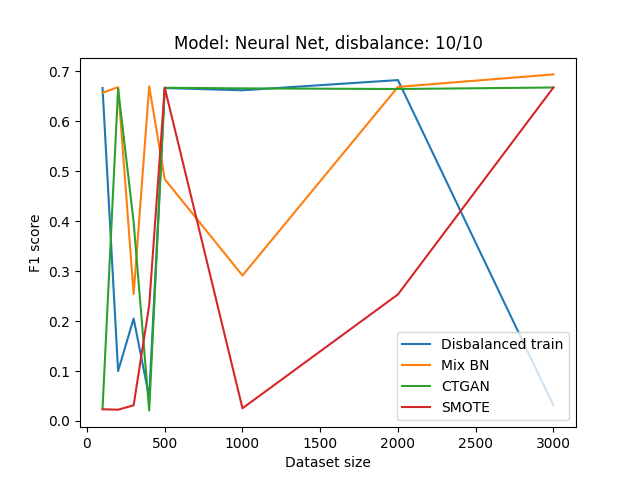 Model: Neural Net, disbalance: 10/10
F1 score
0.7
0.6
0.5
0.4
0.3
0.2
0.1
0.0
0
500
1000
1500
2000
2500
3000
Dataset size
Disbalanced train
Mix BN
CTGAN
SMOTE